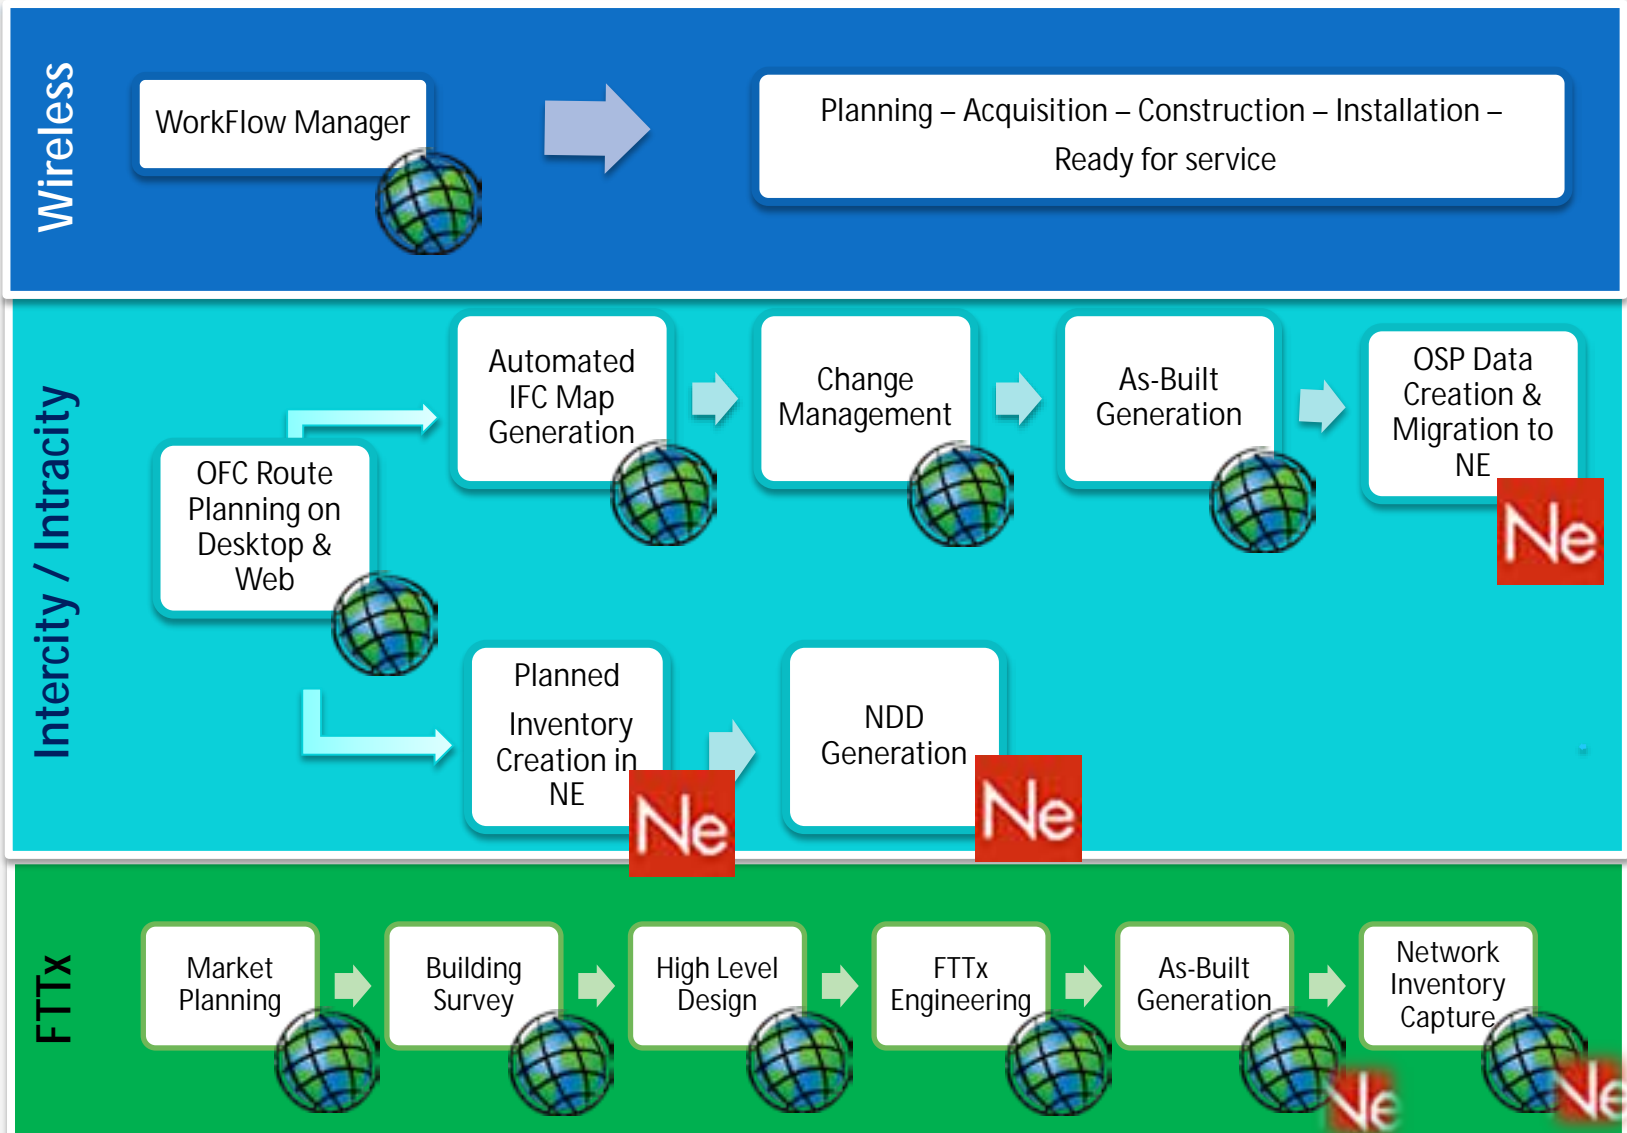 Wireless
WorkFlow Manager
Planning – Acquisition – Construction – Installation –
Ready for service
Intercity / Intracity
OFC Route
Planning on
Desktop &
Web
Automated
IFC Map
Generation
Change
Management
As-Built
Generation
OSP Data
Creation &
Migration to
NE
Ne
Planned
Inventory
Creation in
NE
Ne
NDD
Generation
Ne
FTTx
Market
Planning
Building
Survey
High Level
Design
FTTx
Engineering
As-Built
Generation
Ne
Network
Inventory
Capture
Ne